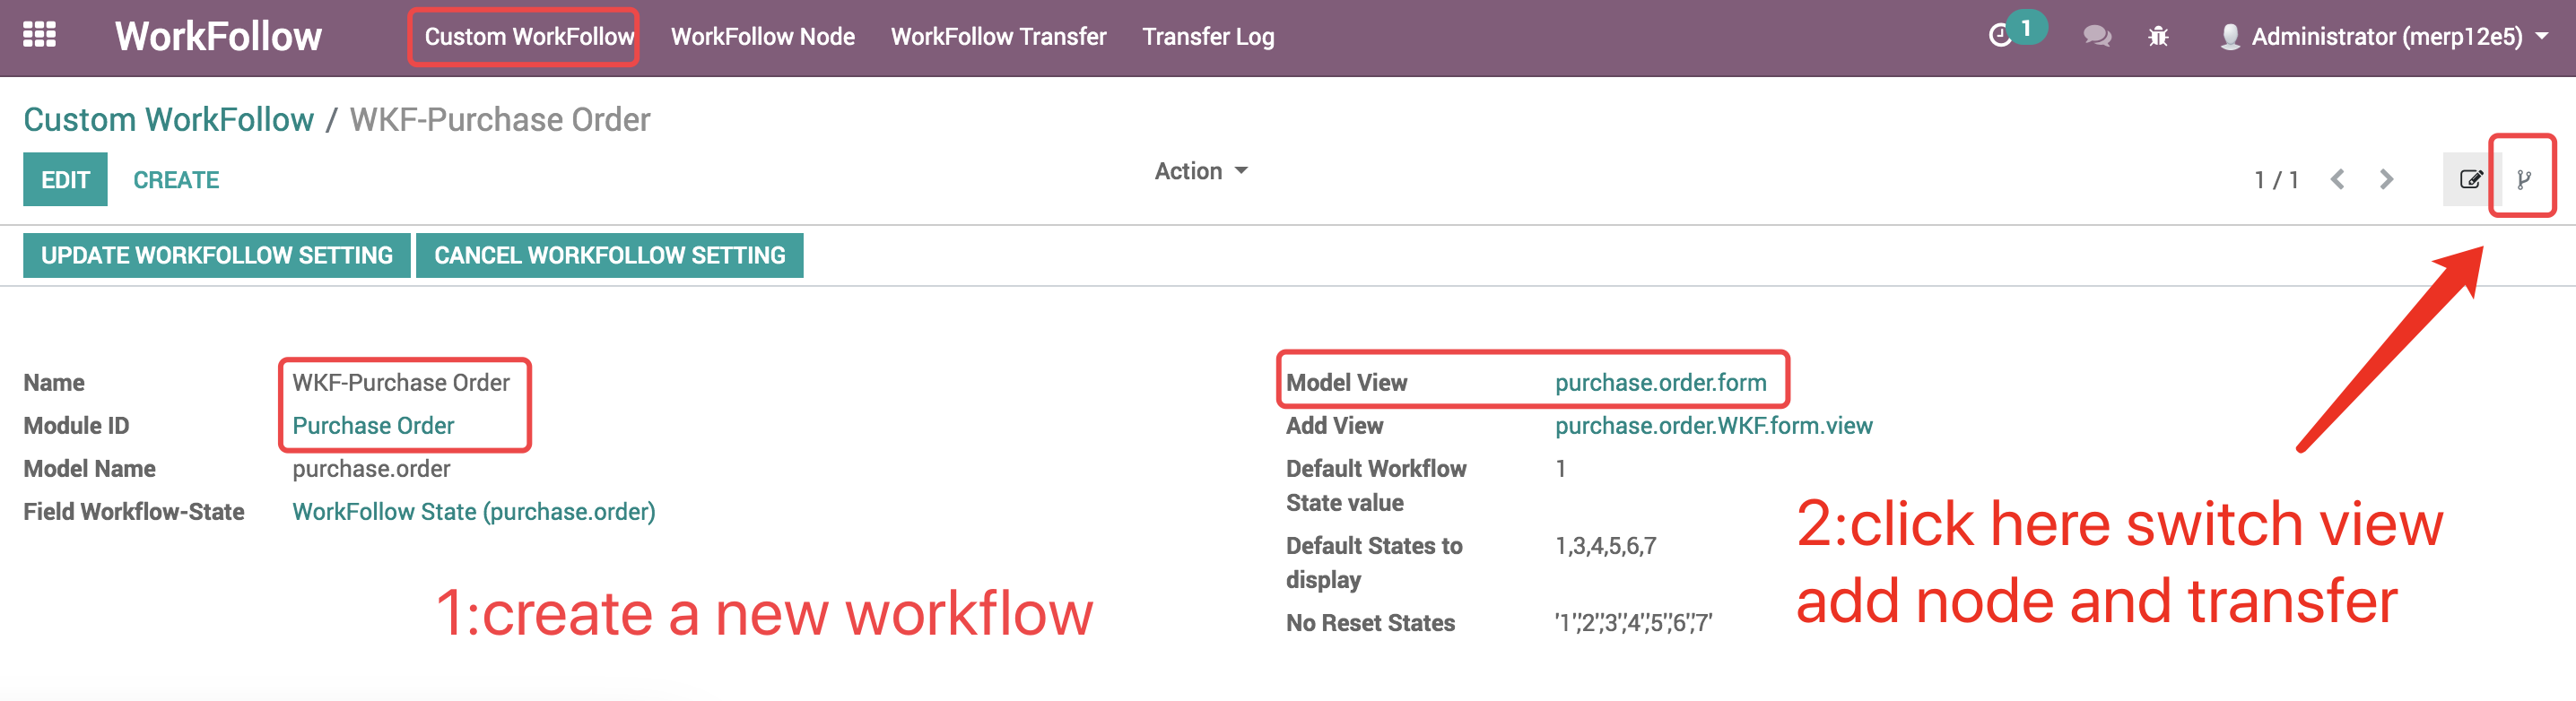 WorkFollow Custom WorkFollow WorkFollow Node WorkFollow Transfer Transfer Log 1 Administrator (merp12e5)
Custom WorkFollow / WKF-Purchase Order
EDIT CREATE Action 1 / 1
UPDATE WORKFOLLOW SETTING CANCEL WORKFOLLOW SETTING
Name WKF-Purchase Order
Module ID Purchase Order
Model Name purchase.order
Field Workflow-State WorkFollow State (purchase.order)
Model View purchase.order.form
Add View purchase.order.WKF.form.view
Default Workflow 1
State value
Default States to 1,3,4,5,6,7
display
No Reset States '1','2','3','4','5','6','7'
1:create a new workflow
2:click here switch view
add node and transfer